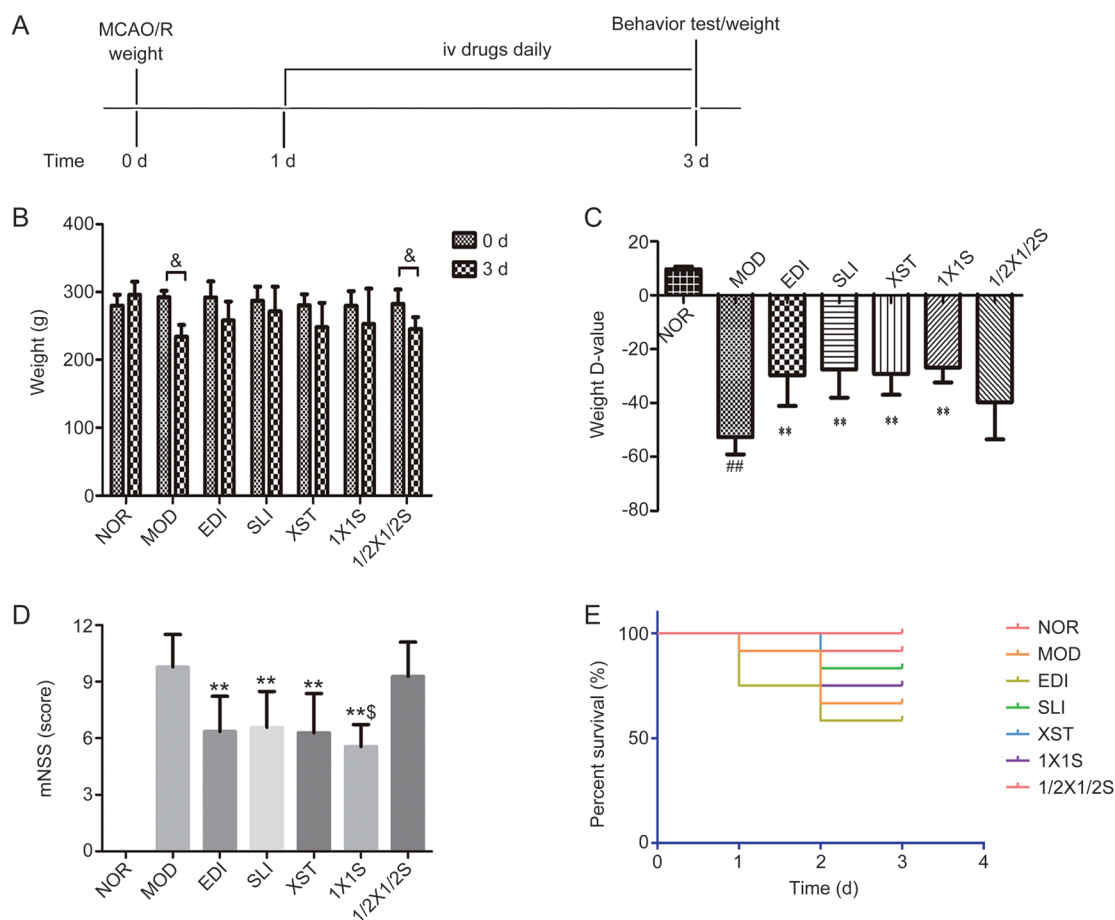 A
MCAO/R
weight
iv drugs daily
Behavior test/weight
Time
0 d
1 d
3 d
B
Weight (g)
400
300
200
100
0
&
&
0 d
3 d
NOR
MOD
EDI
SLI
XST
1X1S
1/2X1/2S
C
Weight D-value
20
0
-20
-40
-60
-80
NOR
MOD
EDI
SLI
XST
1X1S
1/2X1/2S
##
**
**
**
**
D
mNSS (score)
12
9
6
3
0
**
**
**
**$
NOR
MOD
EDI
SLI
XST
1X1S
1/2X1/2S
E
Percent survival (%)
100
50
0
0
1
2
3
4
Time (d)
NOR
MOD
EDI
SLI
XST
1X1S
1/2X1/2S